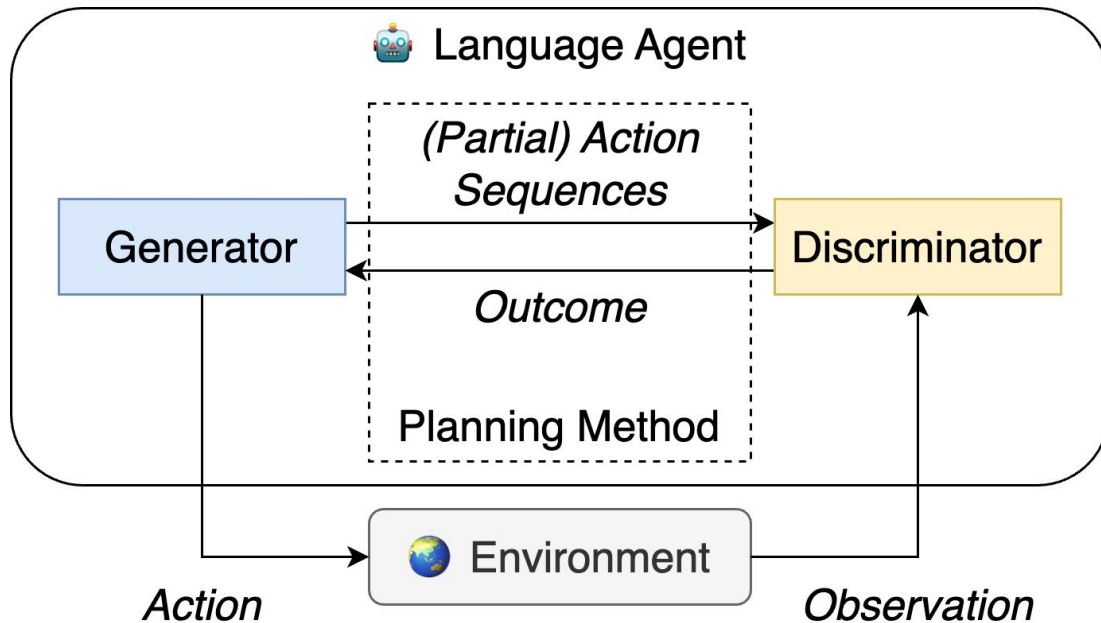 Language Agent
(Partial) Action
Sequences
Generator
Discriminator
Outcome
Planning Method
Environment
Action
Observation